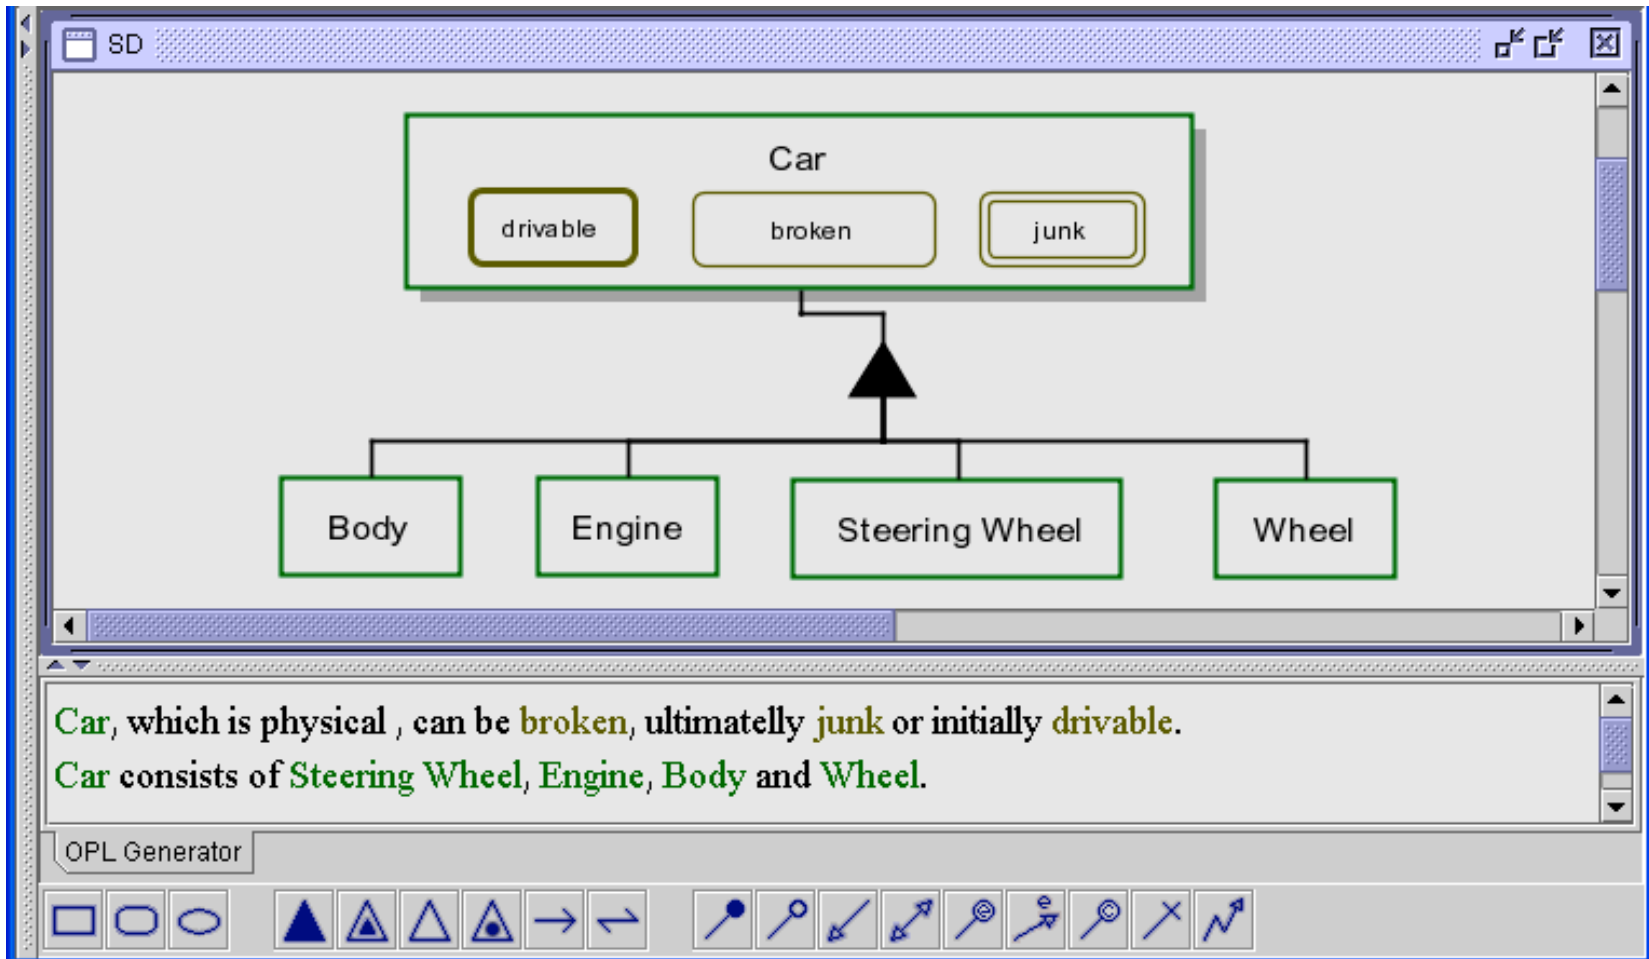 SD
Car
drivable broken junk
Body Engine Steering Wheel Wheel
Car, which is physical , can be broken, ultimatelly junk or initially drivable.
Car consists of Steering Wheel, Engine, Body and Wheel.
OPL Generator
e e c